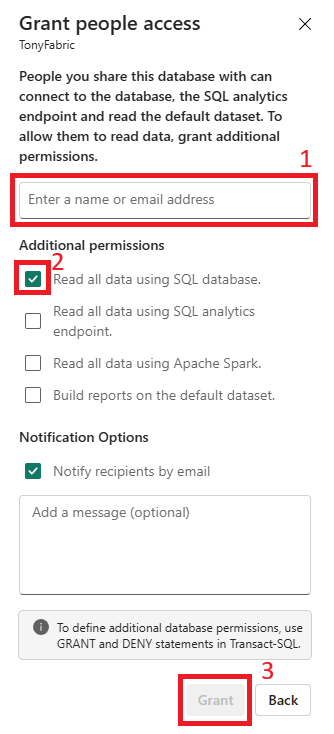 Grant people access
TonyFabric
People you share this database with can
connect to the database, the SQL analytics
endpoint and read the default dataset. To
allow them to read data, grant additional
permissions.
1
Enter a name or email address
Additional permissions
2
Read all data using SQL database.
Read all data using SQL analytics
endpoint.
Read all data using Apache Spark.
Build reports on the default dataset.
Notification Options
Notify recipients by email
Add a message (optional)
To define additional database permissions, use
GRANT and DENY statements in Transact-SQL.
3
Grant
Back